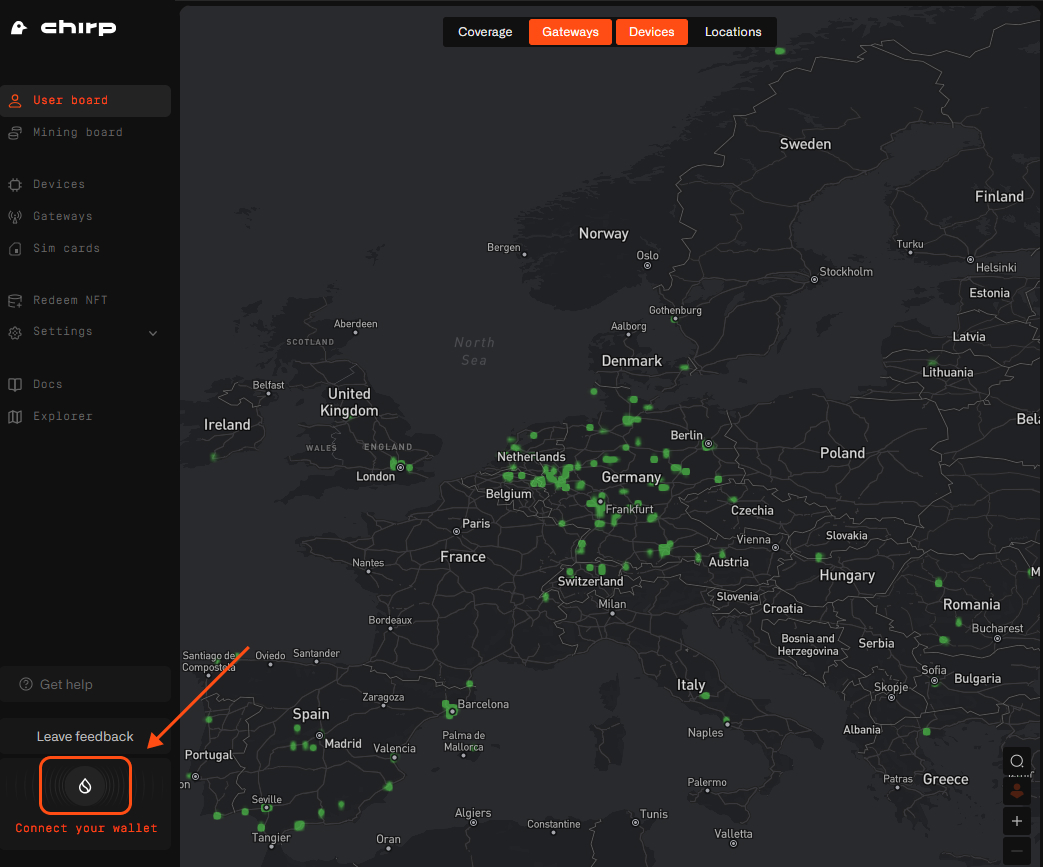 chirp
User board
Mining board
Devices
Gateways
Sim cards
Redeem NFT
Settings
Docs
Explorer
Get help
Leave feedback
Connect your wallet
Coverage Gateways Devices Locations
Sweden
Finland
Norway
Bergen
Oslo
Turku
Helsinki
Stockholm
Estonia
Gothenburg
Aalborg
Aberdeen
SCOTLAND
North
Sea
Latvia
Denmark
Lithuania
Belfast
United
Kingdom
Ireland
WALES
ENGLAND
Berlin
Netherlands
Poland
London
Germany
Belgium
Frankfurt
Czechia
Paris
Vienna
Slovakia
France
Nantes
Austria
Hungary
Switzerland
Slovenia
Milan
Croatia
Romania
Bordeaux
Bucharest
Bosnia and
Herzegovina
Serbia
Santiago de
Compostela
Oviedo
Santander
Sofia
Bulgaria
Italy
Skopje
Zaragoza
Barcelona
Spain
Madrid
Naples
Albania
Valencia
Palma de
Mallorca
Portugal
Patras
Greece
Palermo
Seville
Algiers
Constantine
Tunis
Valletta
Tangier
Oran